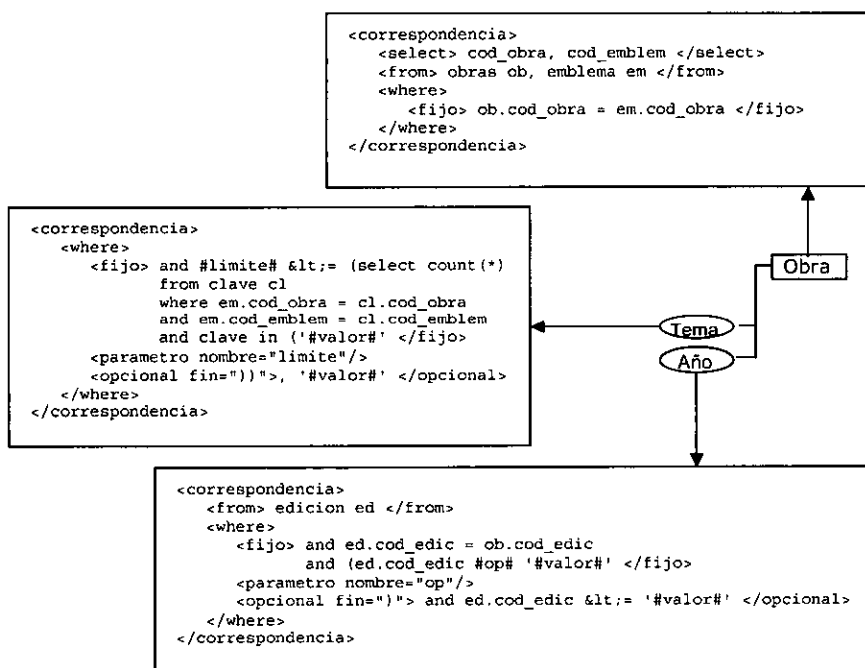 <correspondencia>
<select> cod_obra, cod_emblem </select>
<from> obras ob, emblema em </from>
<where>
<fijo> ob.cod_obra = em.cod_obra </fijo>
</where>
</correspondencia>
<correspondencia>
<where>
<fijo> and #limite# &lt;= (select count(*)
from clave cl
where em.cod_obra = cl.cod_obra
and em.cod_emblem = cl.cod_emblem
and clave in ('#valor#' </fijo>
<parametro nombre="limite"/>
<opcional fin="))">, '#valor#' </opcional>
</where>
</correspondencia>
Obra
Tema
Año
<correspondencia>
<from> edicion ed </from>
<where>
<fijo> and ed.cod_edic = ob.cod_edic
and (ed.cod_edic #op# '#valor#' </fijo>
<parametro nombre="op"/>
<opcional fin=")"> and ed.cod_edic &lt;= '#valor#' </opcional>
</where>
</correspondencia>